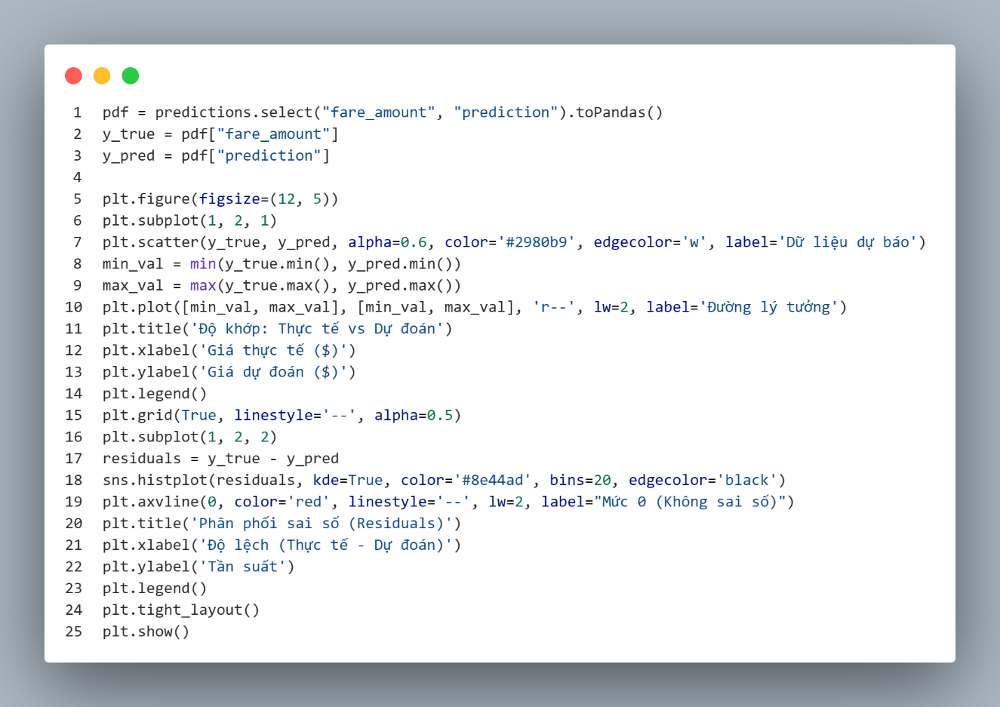 1 pdf = predictions.select("fare_amount", "prediction").toPandas()
2 y_true = pdf["fare_amount"]
3 y_pred = pdf["prediction"]
4
5 plt.figure(figsize=(12, 5))
6 plt.subplot(1, 2, 1)
7 plt.scatter(y_true, y_pred, alpha=0.6, color='#2980b9', edgecolor='w', label='Dữ liệu dự báo')
8 min_val = min(y_true.min(), y_pred.min())
9 max_val = max(y_true.max(), y_pred.max())
10 plt.plot([min_val, max_val], [min_val, max_val], 'r--', lw=2, label='Đường lý tưởng')
11 plt.title('Độ khớp: Thực tế vs Dự đoán')
12 plt.xlabel('Giá thực tế ($)')
13 plt.ylabel('Giá dự đoán ($)')
14 plt.legend()
15 plt.grid(True, linestyle='--', alpha=0.5)
16 plt.subplot(1, 2, 2)
17 residuals = y_true - y_pred
18 sns.histplot(residuals, kde=True, color='#8e44ad', bins=20, edgecolor='black')
19 plt.axvline(0, color='red', linestyle='--', lw=2, label="Mức 0 (Không sai số)")
20 plt.title('Phân phối sai số (Residuals)')
21 plt.xlabel('Độ lệch (Thực tế - Dự đoán)')
22 plt.ylabel('Tần suất')
23 plt.legend()
24 plt.tight_layout()
25 plt.show()